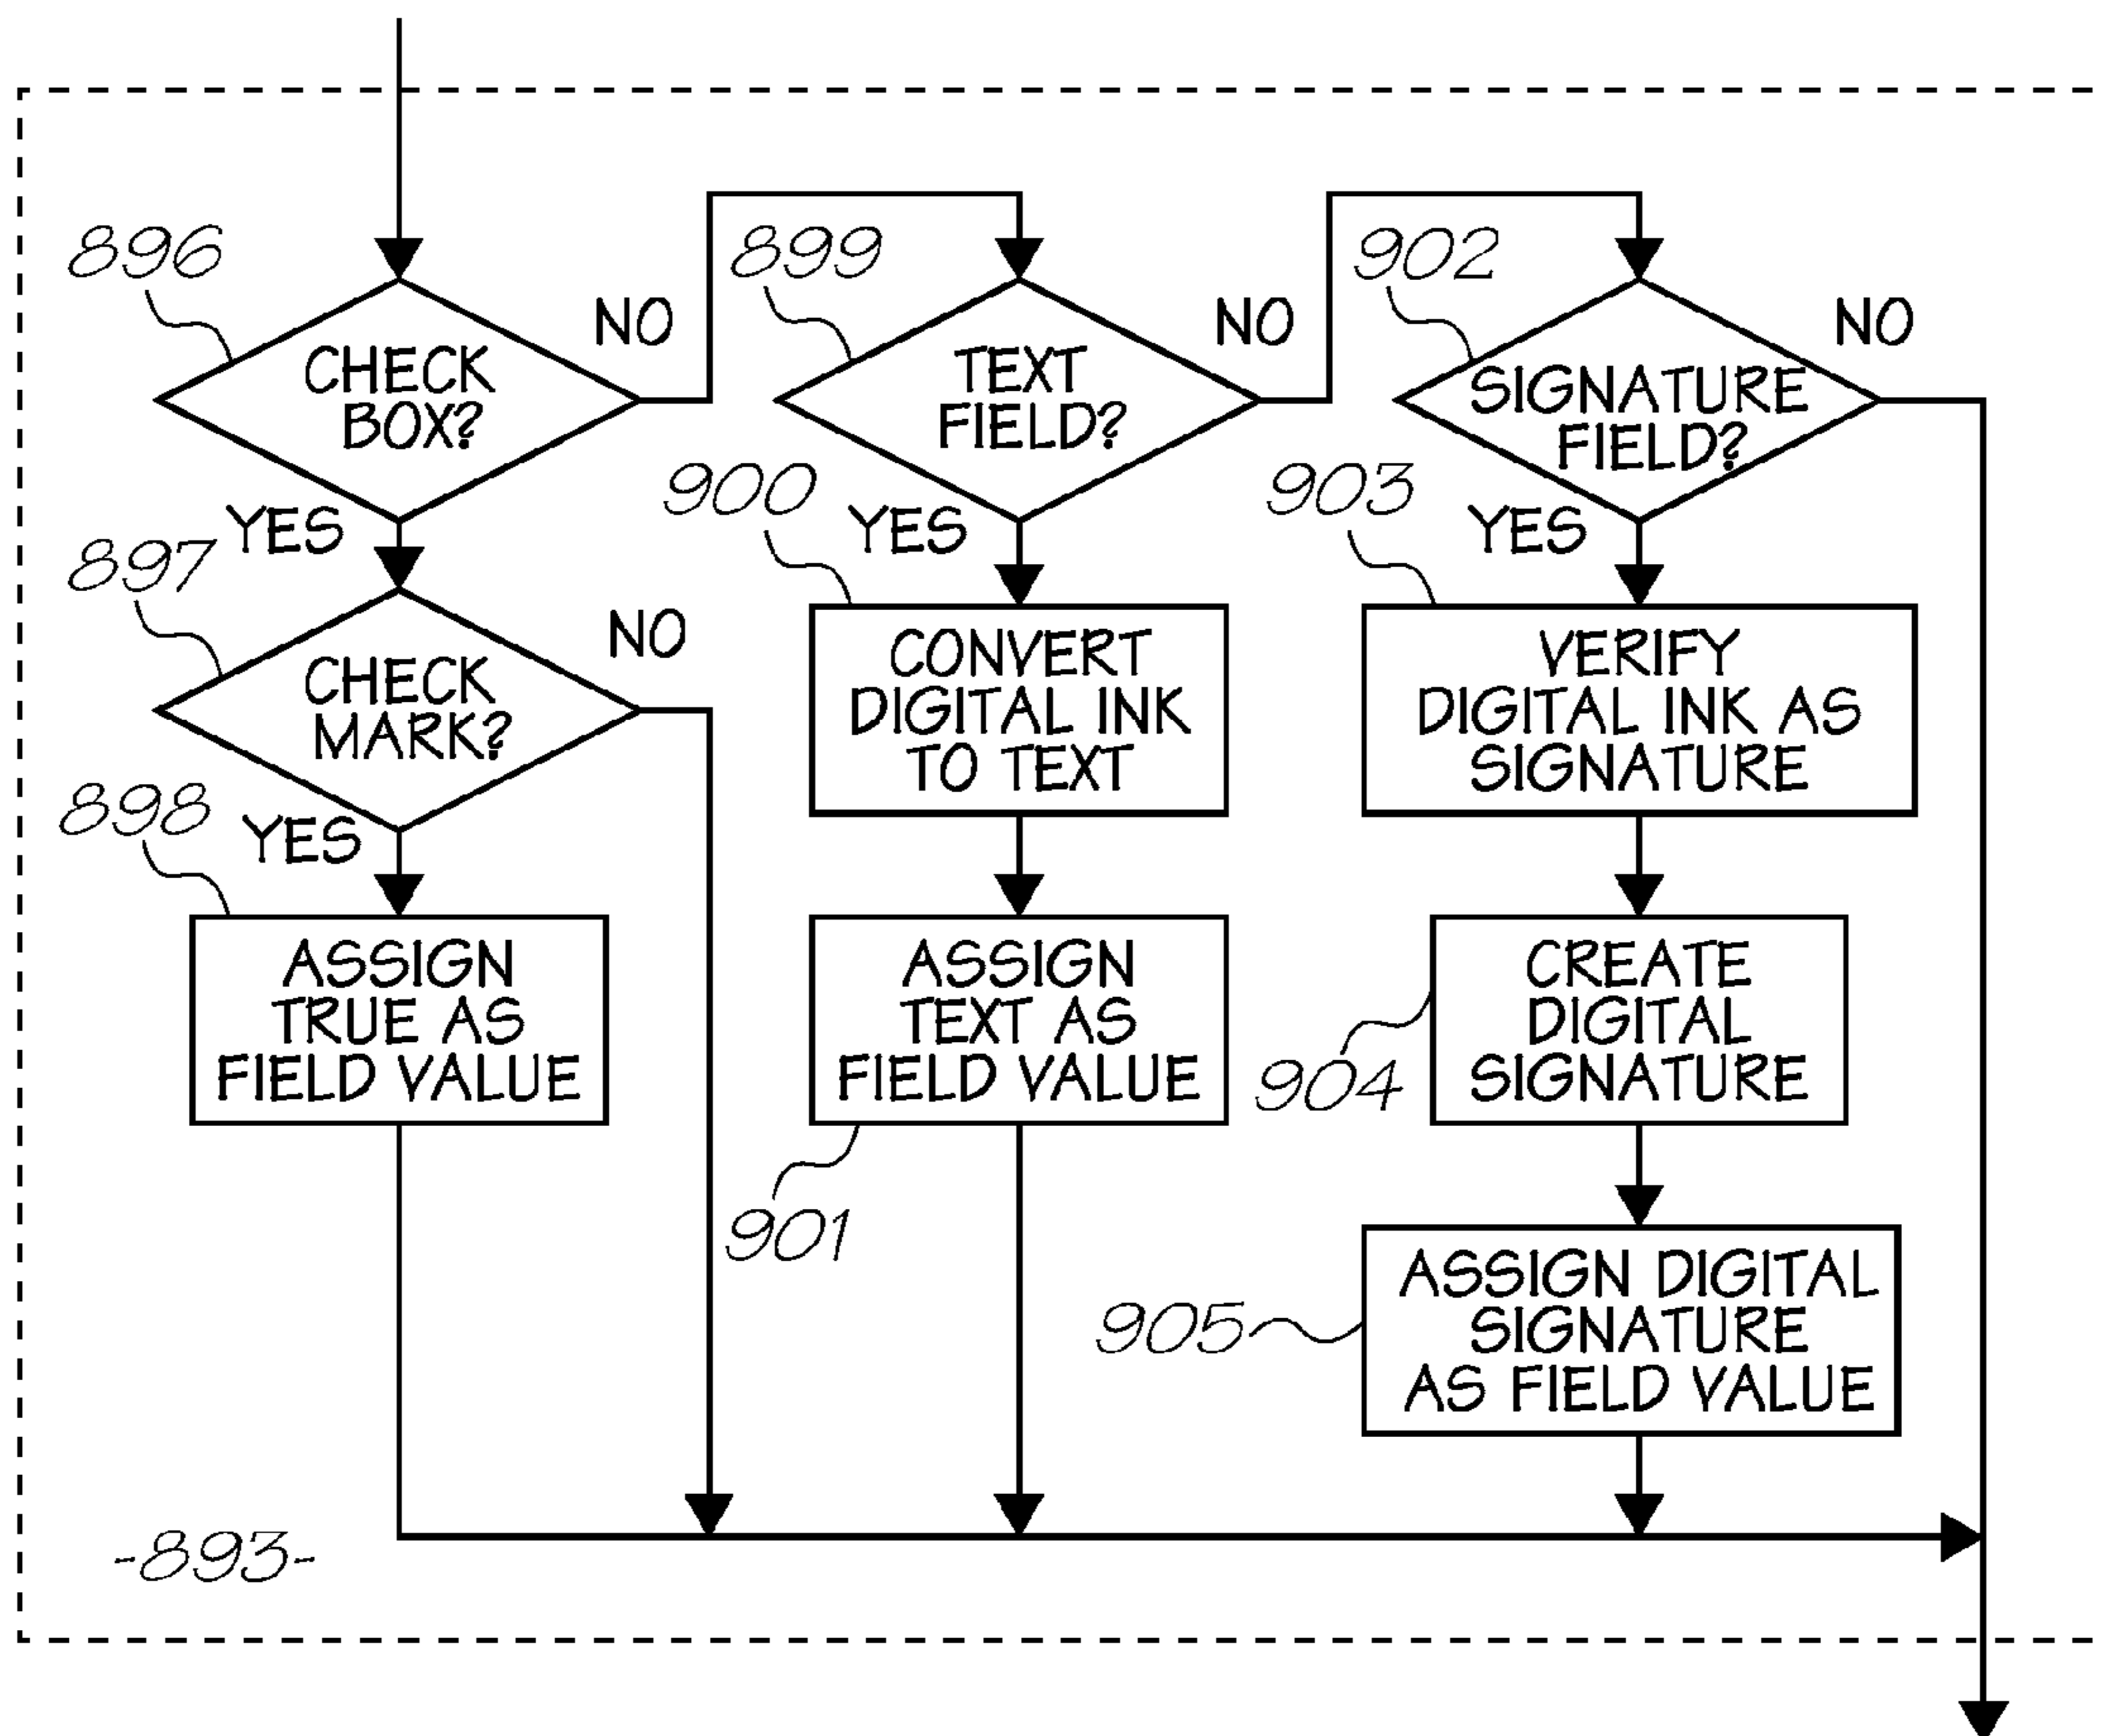 896
CHECK
BOX?
NO
YES
897
CHECK
MARK?
NO
YES
898
ASSIGN
TRUE AS
FIELD VALUE
899
TEXT
FIELD?
NO
YES
900
CONVERT
DIGITAL INK
TO TEXT
ASSIGN
TEXT AS
FIELD VALUE
901
902
SIGNATURE
FIELD?
NO
YES
903
VERIFY
DIGITAL INK AS
SIGNATURE
CREATE
DIGITAL
SIGNATURE
904
ASSIGN DIGITAL
SIGNATURE
AS FIELD VALUE
905
-893-